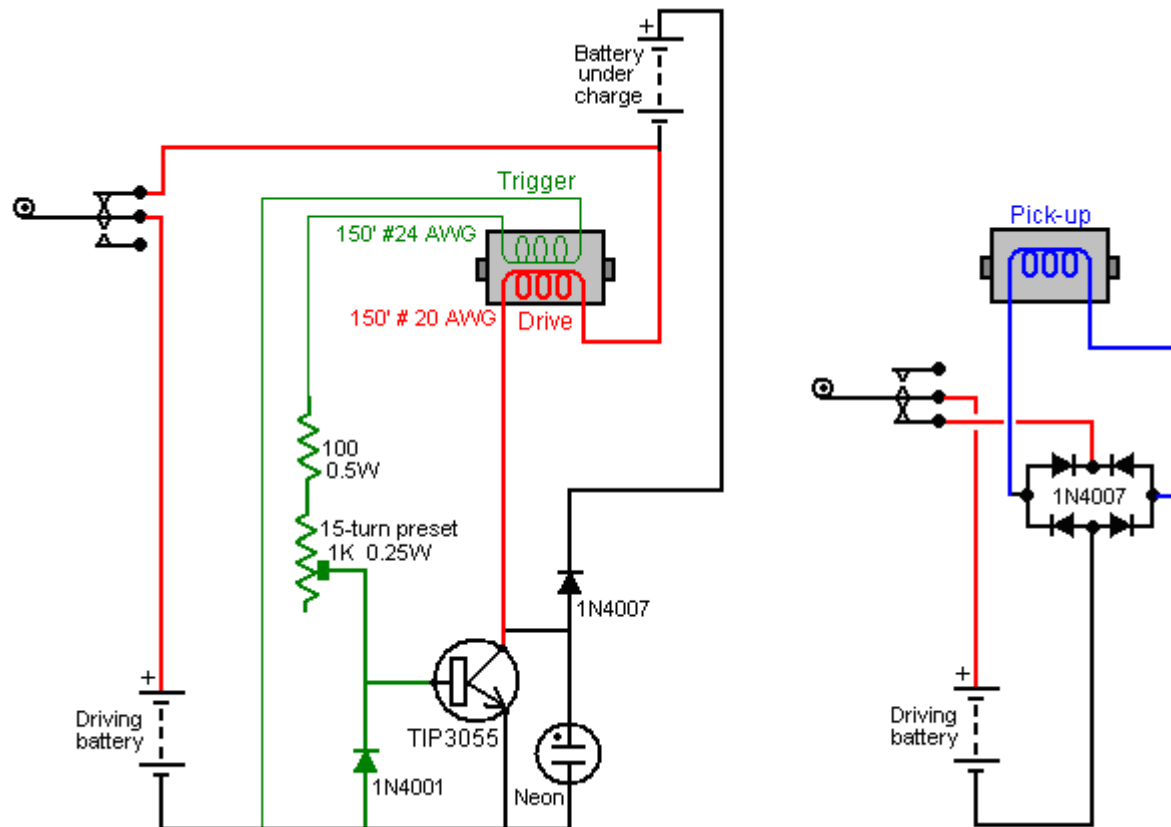 +
Battery
under
charge
Trigger
150' #24 AWG
150' # 20 AWG
Drive
100
0.5W
15-turn preset
1K 0.25W
1N4007
+
Driving
battery
TIP3055
1N4001
Neon
Pick-up
1N4007
+
Driving
battery